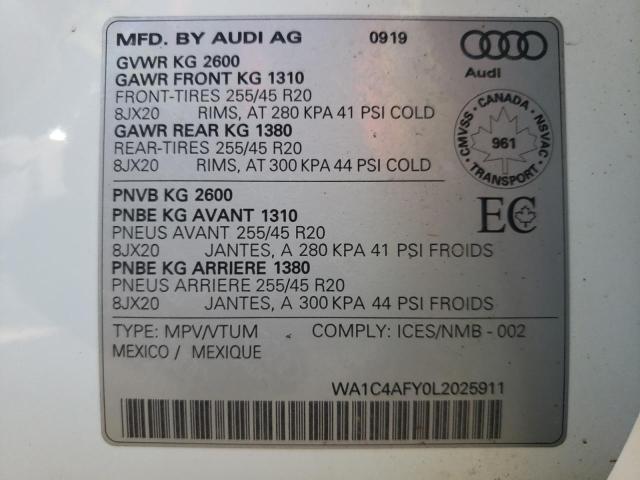 MFD. BY AUDI AG 0919
Audi
GVWR KG 2600
GAWR FRONT KG 1310
FRONT-TIRES 255/45 R20
8JX20 RIMS, AT 280 KPA 41 PSI COLD
GAWR REAR KG 1380
REAR-TIRES 255/45 R20
8JX20 RIMS, AT 300 KPA 44 PSI COLD
CMVSS · CANADA · NSVAC · TRANSPORT ·
961
PNVB KG 2600
PNBE KG AVANT 1310
PNEUS AVANT 255/45 R20
8JX20 JANTES, A 280 KPA 41 PSI FROIDS
PNBE KG ARRIERE 1380
PNEUS ARRIERE 255/45 R20
8JX20 JANTES, A 300 KPA 44 PSI FROIDS
EC
TYPE: MPV/VTUM COMPLY: ICES/NMB - 002
MEXICO / MEXIQUE
WA1C4AFY0L2025911